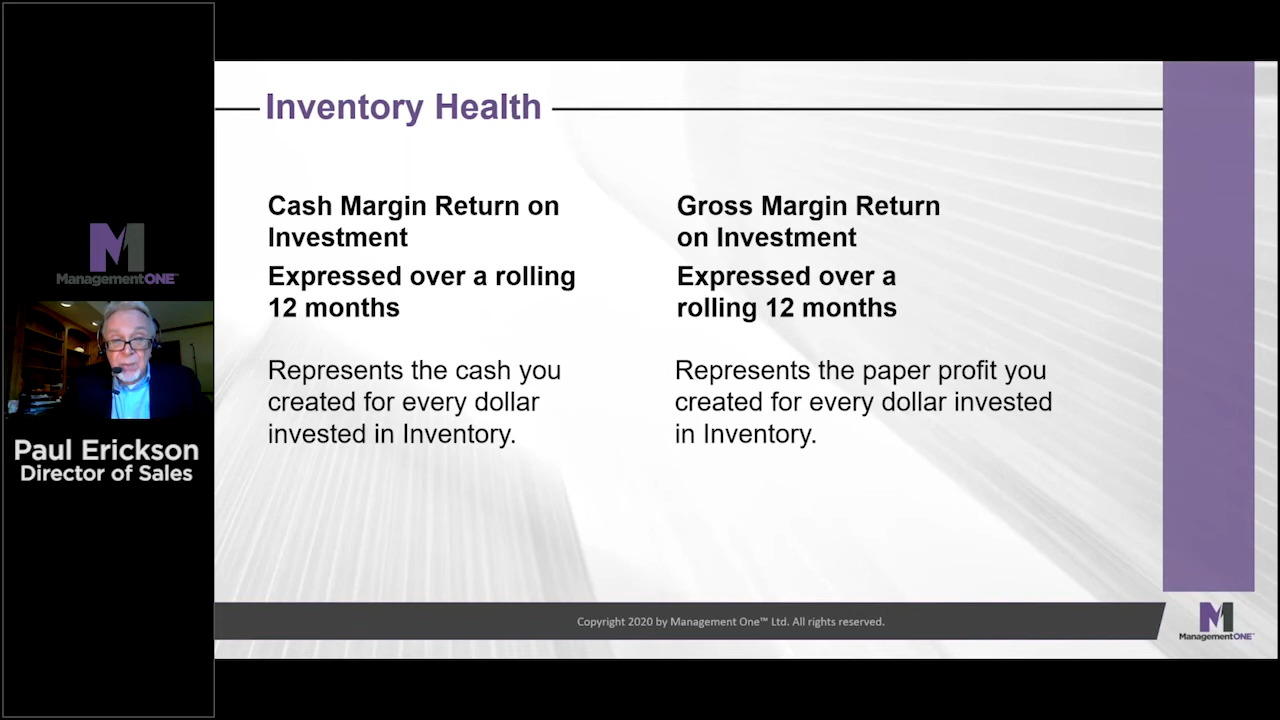 ManagementONE™
Paul Erickson
Director of Sales
Inventory Health
Cash Margin Return on
Investment
Expressed over a rolling
12 months
Represents the cash you
created for every dollar
invested in Inventory.
Gross Margin Return
on Investment
Expressed over a
rolling 12 months
Represents the paper profit you
created for every dollar invested
in Inventory.
Copyright 2020 by Management One™ Ltd. All rights reserved.
ManagementONE™